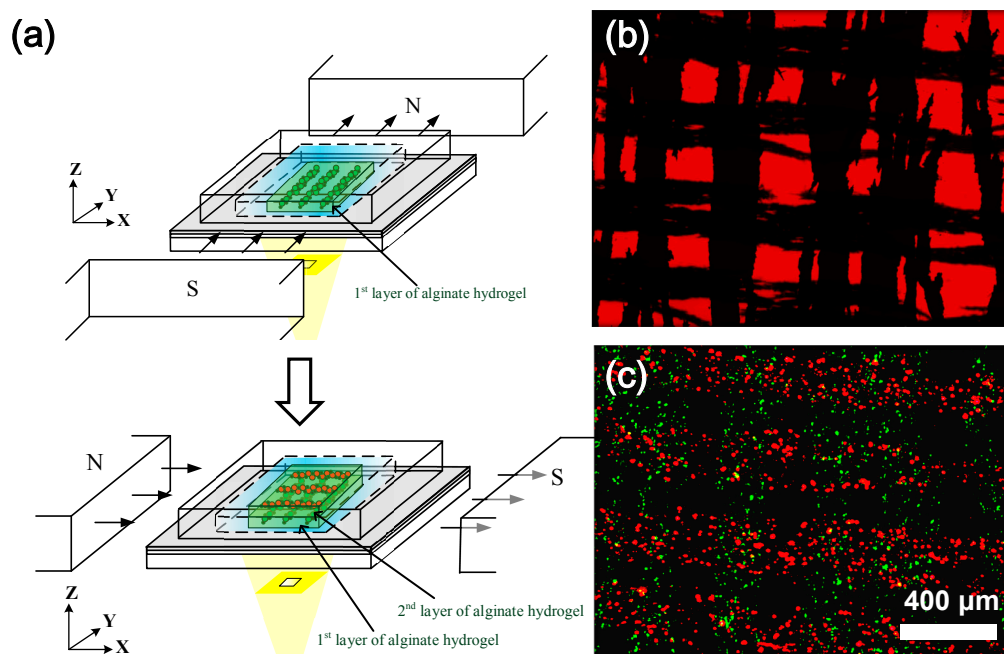 (a)
N
Z
Y
X
S
1st layer of alginate hydrogel
N
S
Z
Y
X
2nd layer of alginate hydrogel
1st layer of alginate hydrogel
(b)
(c)
400 µm